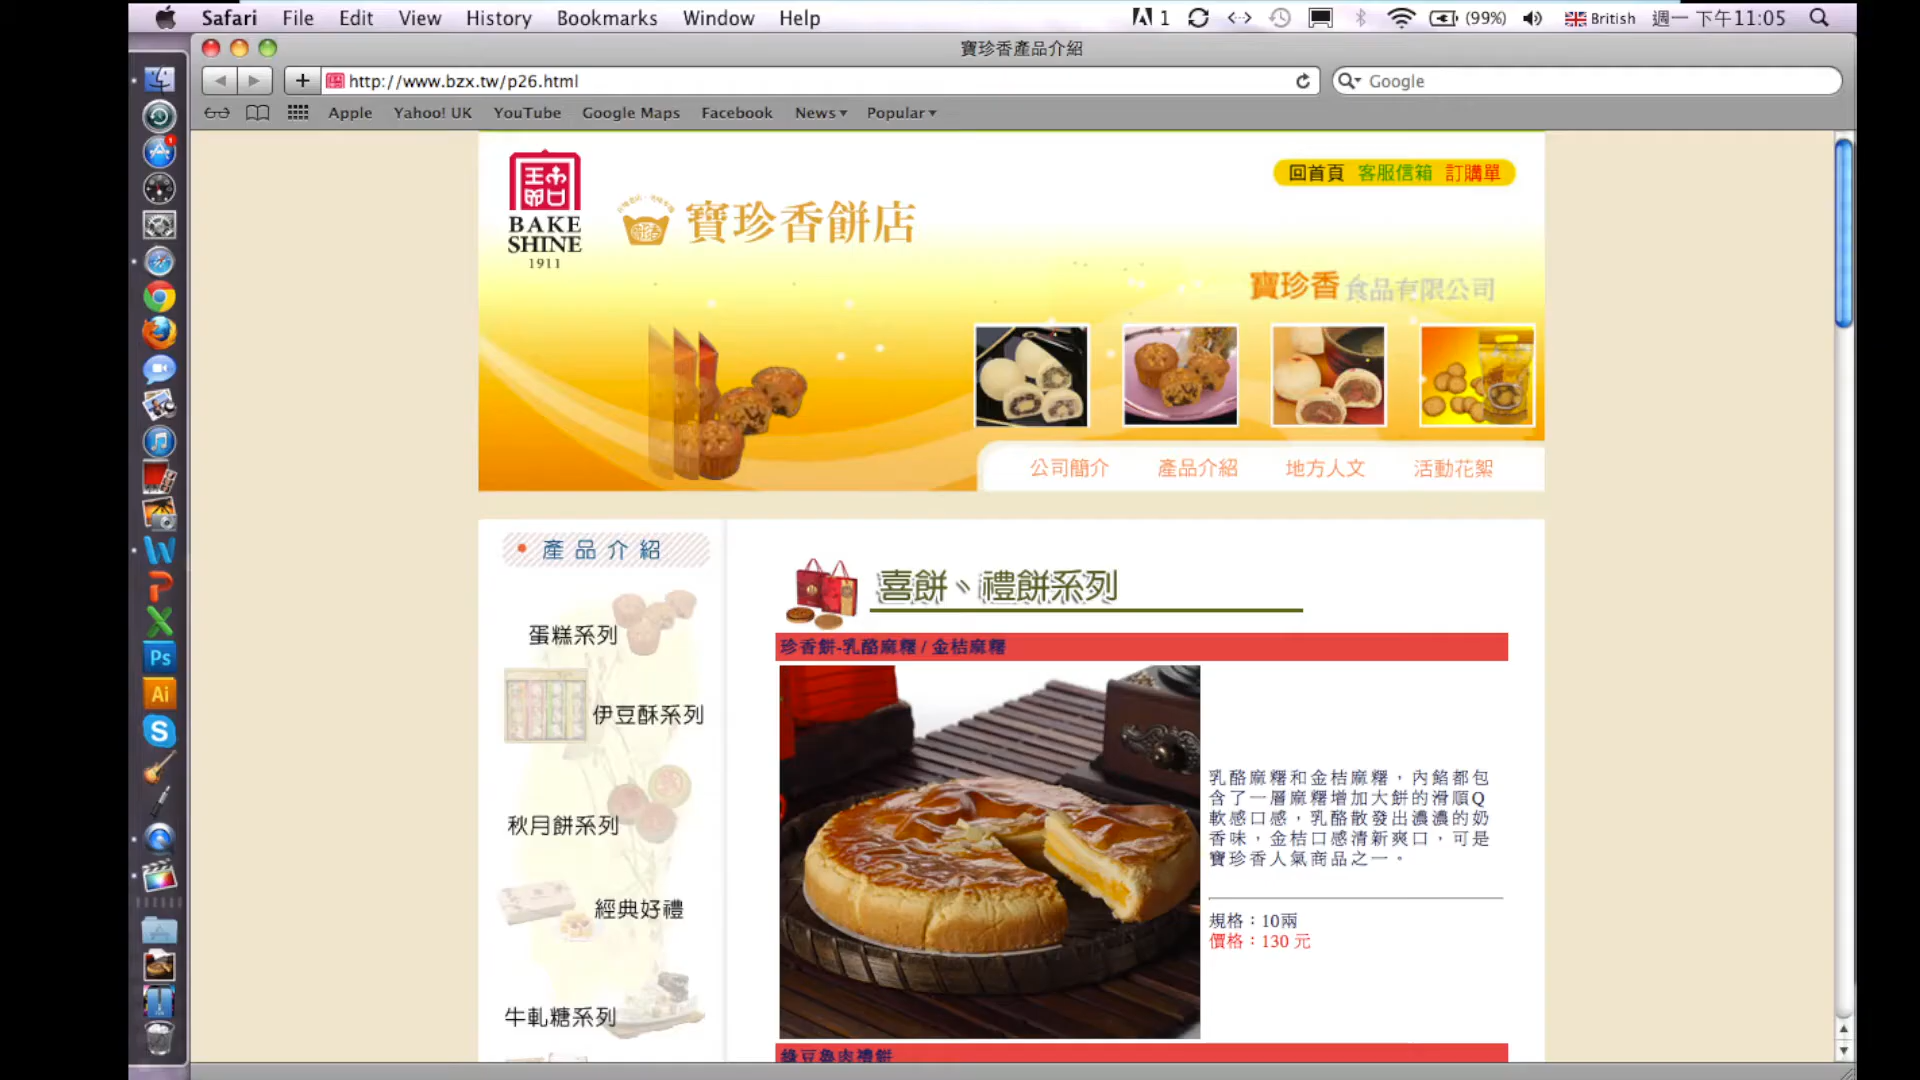 Safari File Edit View History Bookmarks Window Help 1 (99%) British 週一 下午11:05
寶珍香產品介紹
http://www.bzx.tw/p26.html Google
Apple Yahoo! UK YouTube Google Maps Facebook News Popular
BAKE
SHINE
1911
寶珍香餅店
回首頁 客服信箱 訂購單
寶珍香 食品有限公司
公司簡介 產品介紹 地方人文 活動花絮
產品介紹
蛋糕系列
伊豆酥系列
秋月餅系列
經典好禮
牛軋糖系列
喜餅、禮餅系列
珍香餅-乳酪麻糬 / 金桔麻糬
乳酪麻糬和金桔麻糬，內餡都包
含了一層麻糬增加大餅的滑順Q
軟感口感，乳酪散發出濃濃的奶
香味，金桔口感清新爽口，可是
寶珍香人氣商品之一。
規格：10兩
價格：130 元
綠豆魯肉禮餅
W
Ps
Ai
S